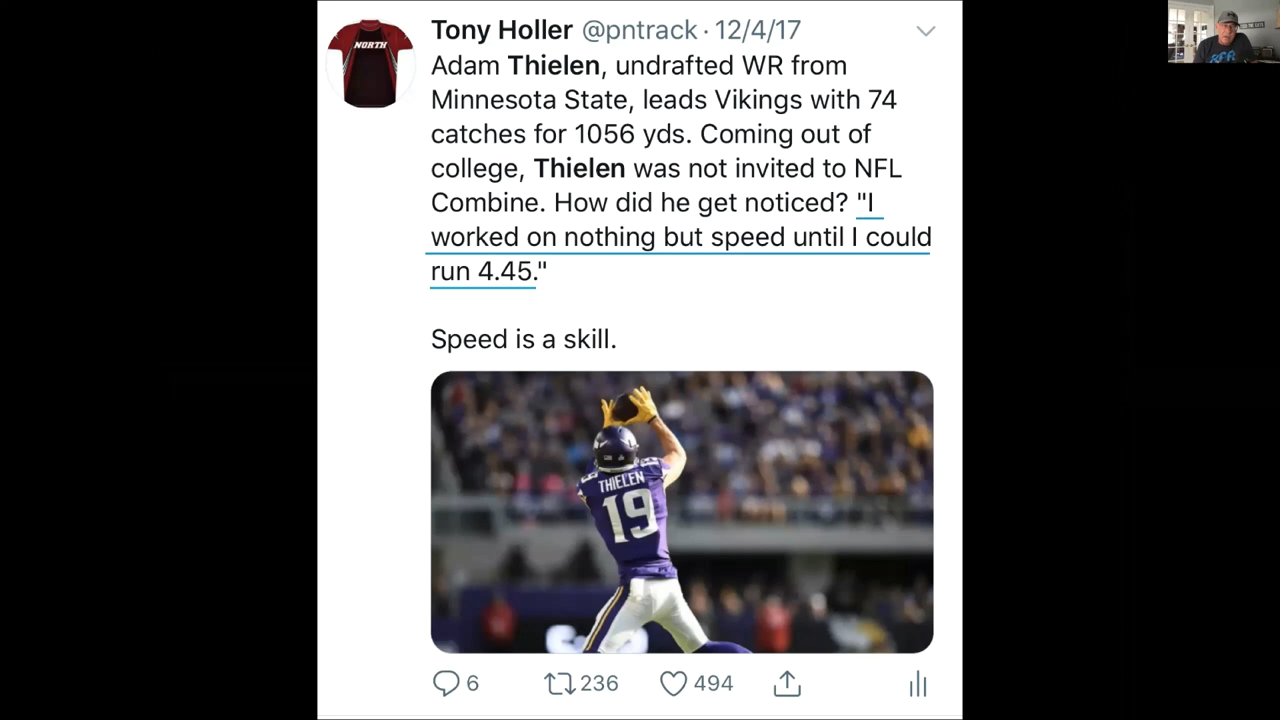 NORTH
Tony Holler @pntrack · 12/4/17
Adam Thielen, undrafted WR from
Minnesota State, leads Vikings with 74
catches for 1056 yds. Coming out of
college, Thielen was not invited to NFL
Combine. How did he get noticed? "I
worked on nothing but speed until I could
run 4.45."
Speed is a skill.
THIELEN
19
6 236 494